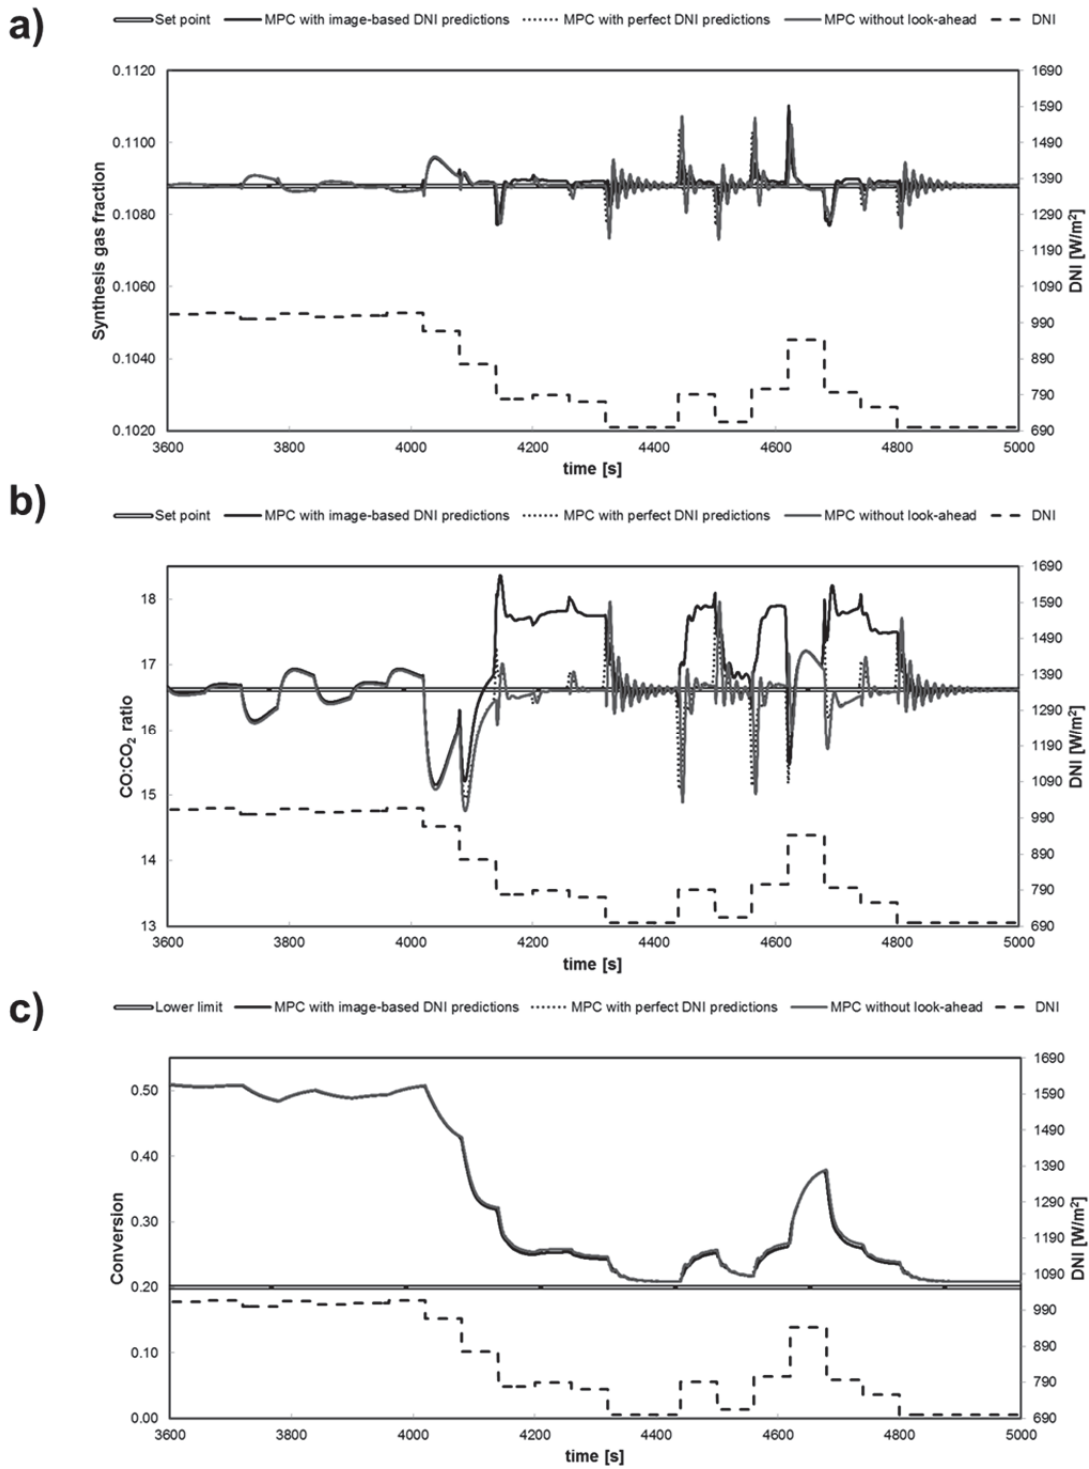 a)
Set point MPC with image-based DNI predictions MPC with perfect DNI predictions MPC without look-ahead DNI
0.1120 1690
1590
0.1100 1490
1390
0.1080 1290
1190
0.1060 1090
990
0.1040 890
790
0.1020 690
Synthesis gas fraction
DNI [W/m²]
3600 3800 4000 4200 4400 4600 4800 5000
time [s]
b)
Set point MPC with image-based DNI predictions MPC with perfect DNI predictions MPC without look-ahead DNI
1690
18 1590
1490
17 1390
1290
16 1190
15 1090
990
14 890
790
13 690
CO:CO₂ ratio
DNI [W/m²]
3600 3800 4000 4200 4400 4600 4800 5000
time [s]
c)
Lower limit MPC with image-based DNI predictions MPC with perfect DNI predictions MPC without look-ahead DNI
1690
0.50 1590
1490
0.40 1390
0.30 1290
1190
0.20 1090
990
0.10 890
790
0.00 690
Conversion
DNI [W/m²]
3600 3800 4000 4200 4400 4600 4800 5000
time [s]